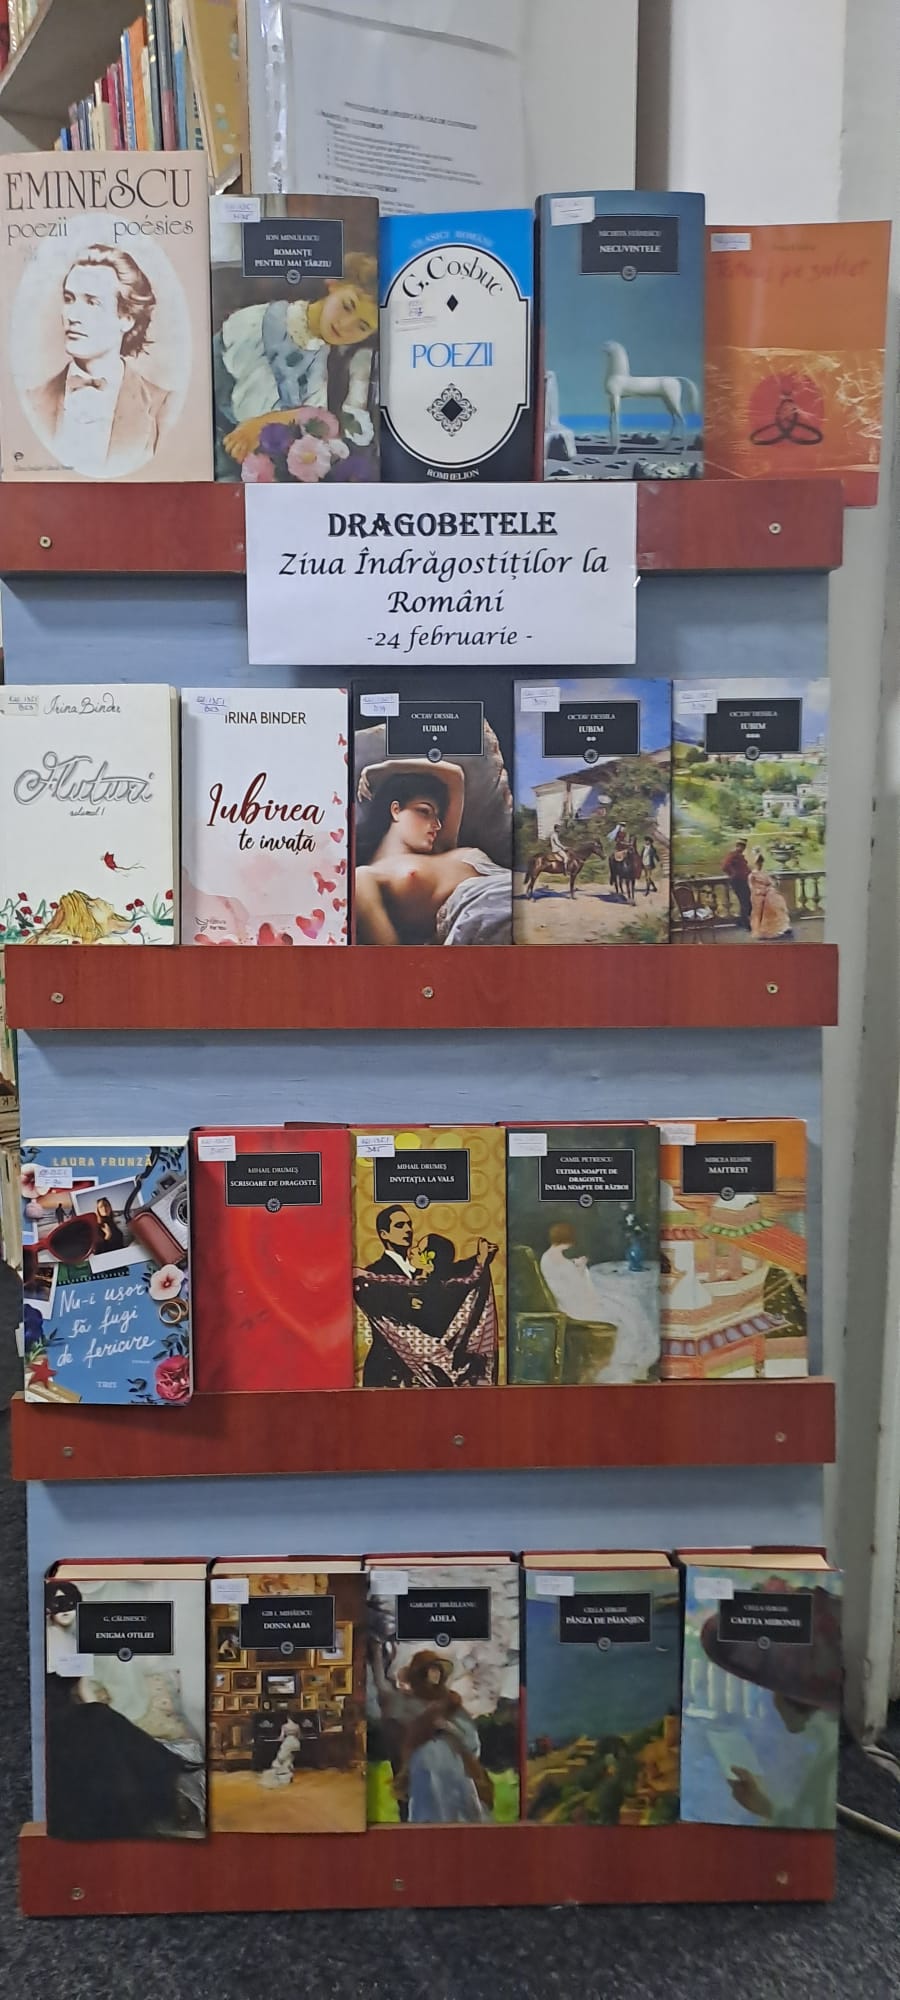 EMINESCU
poezii poésies
ION MINULESCU
ROMANȚE
PENTRU MAI TÂRZIU
CLASICI ROMÂNI
G. Coșbuc
POEZII
ROMHELION
NICHITA STĂNESCU
NECUVINTELE
DRAGOBETELE
Ziua Îndrăgostiților la
Români
-24 februarie -
Irina Binder
Fluturi
volumul 1
IRINA BINDER
Iubirea
te învață
OCTAV DESSILA
IUBIM
*
OCTAV DESSILA
IUBIM
**
OCTAV DESSILA
IUBIM
***
LAURA FRUNZĂ
Nu-i ușor
să fugi
de fericire
TREI
MIHAIL DRUMEȘ
SCRISOARE DE DRAGOSTE
MIHAIL DRUMEȘ
INVITAȚIA LA VALS
CAMIL PETRESCU
ULTIMA NOAPTE DE
DRAGOSTE,
ÎNTÂIA NOAPTE DE RĂZBOI
MIRCEA ELIADE
MAITREYI
G. CĂLINESCU
ENIGMA OTILIEI
GIB I. MIHĂESCU
DONNA ALBA
GARABET IBRĂILEANU
ADELA
CELLA SERGHI
PÂNZA DE PĂIANJEN
CELLA SERGHI
CARTEA MIRONEI